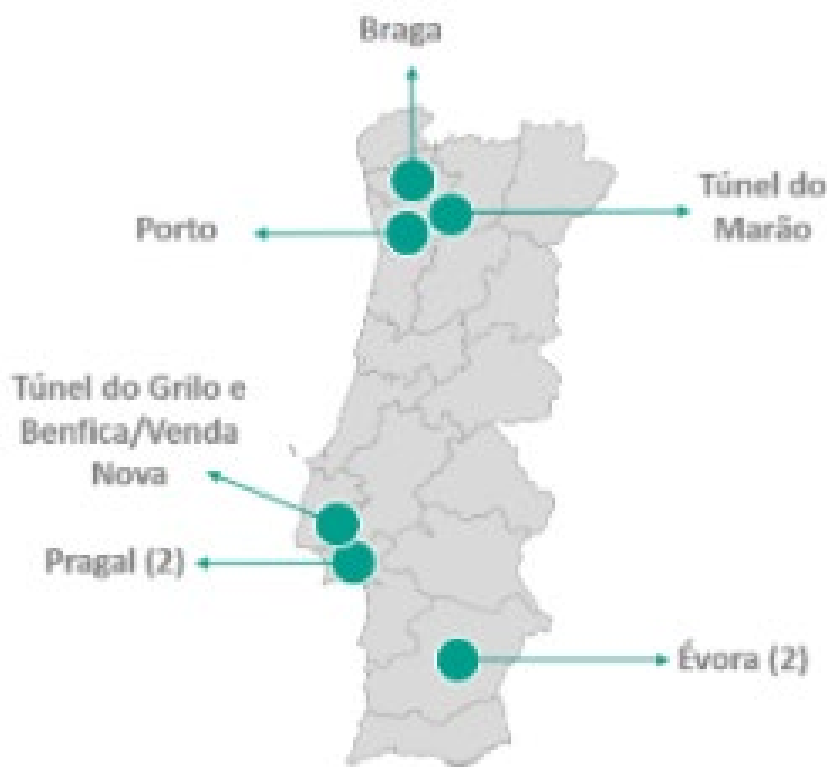 Braga
Túnel do
Marão
Porto
Túnel do Grilo e
Benfica/Venda
Nova
Pragal (2)
Évora (2)